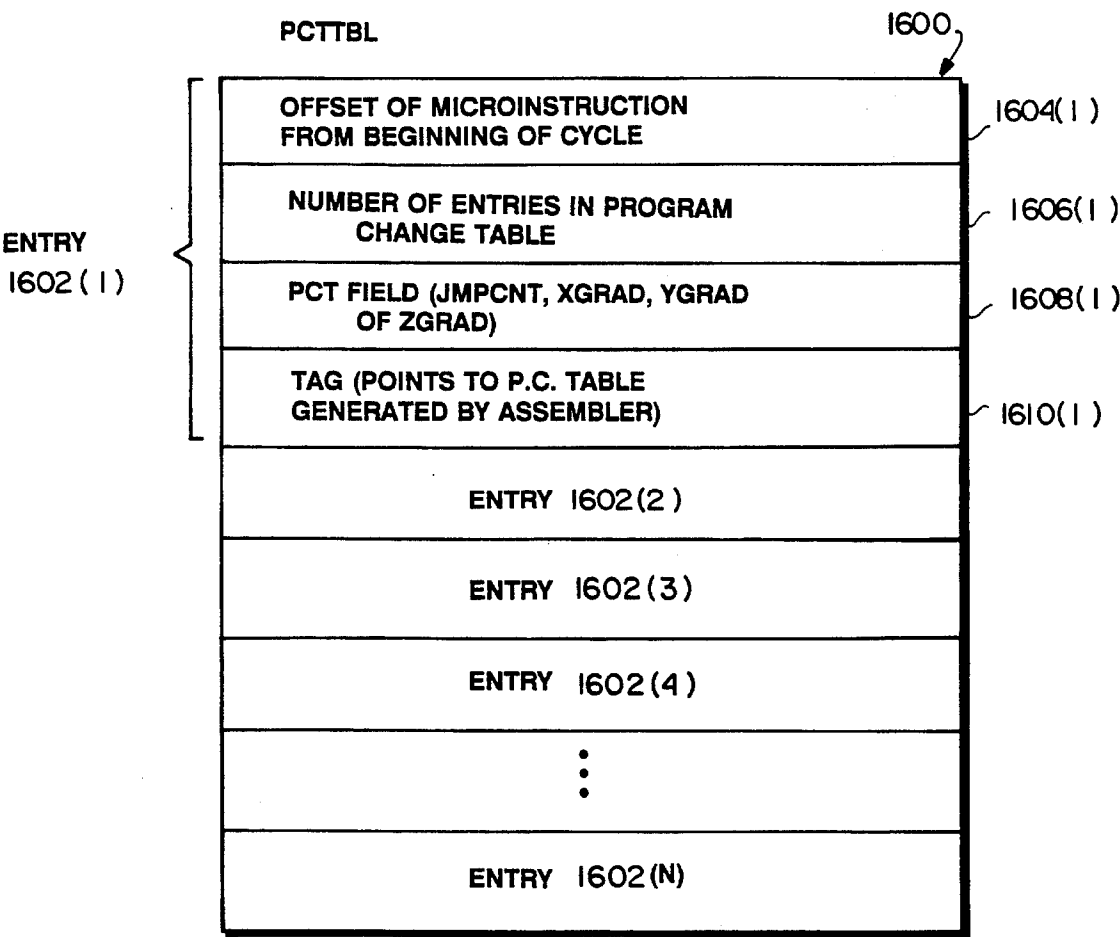 PCTTBL
1600
OFFSET OF MICROINSTRUCTION
FROM BEGINNING OF CYCLE
1604(1)
NUMBER OF ENTRIES IN PROGRAM
CHANGE TABLE
1606(1)
ENTRY
1602(1)
PCT FIELD (JMPCNT, XGRAD, YGRAD
OF ZGRAD)
1608(1)
TAG (POINTS TO P.C. TABLE
GENERATED BY ASSEMBLER)
1610(1)
ENTRY 1602(2)
ENTRY 1602(3)
ENTRY 1602(4)
ENTRY 1602(N)